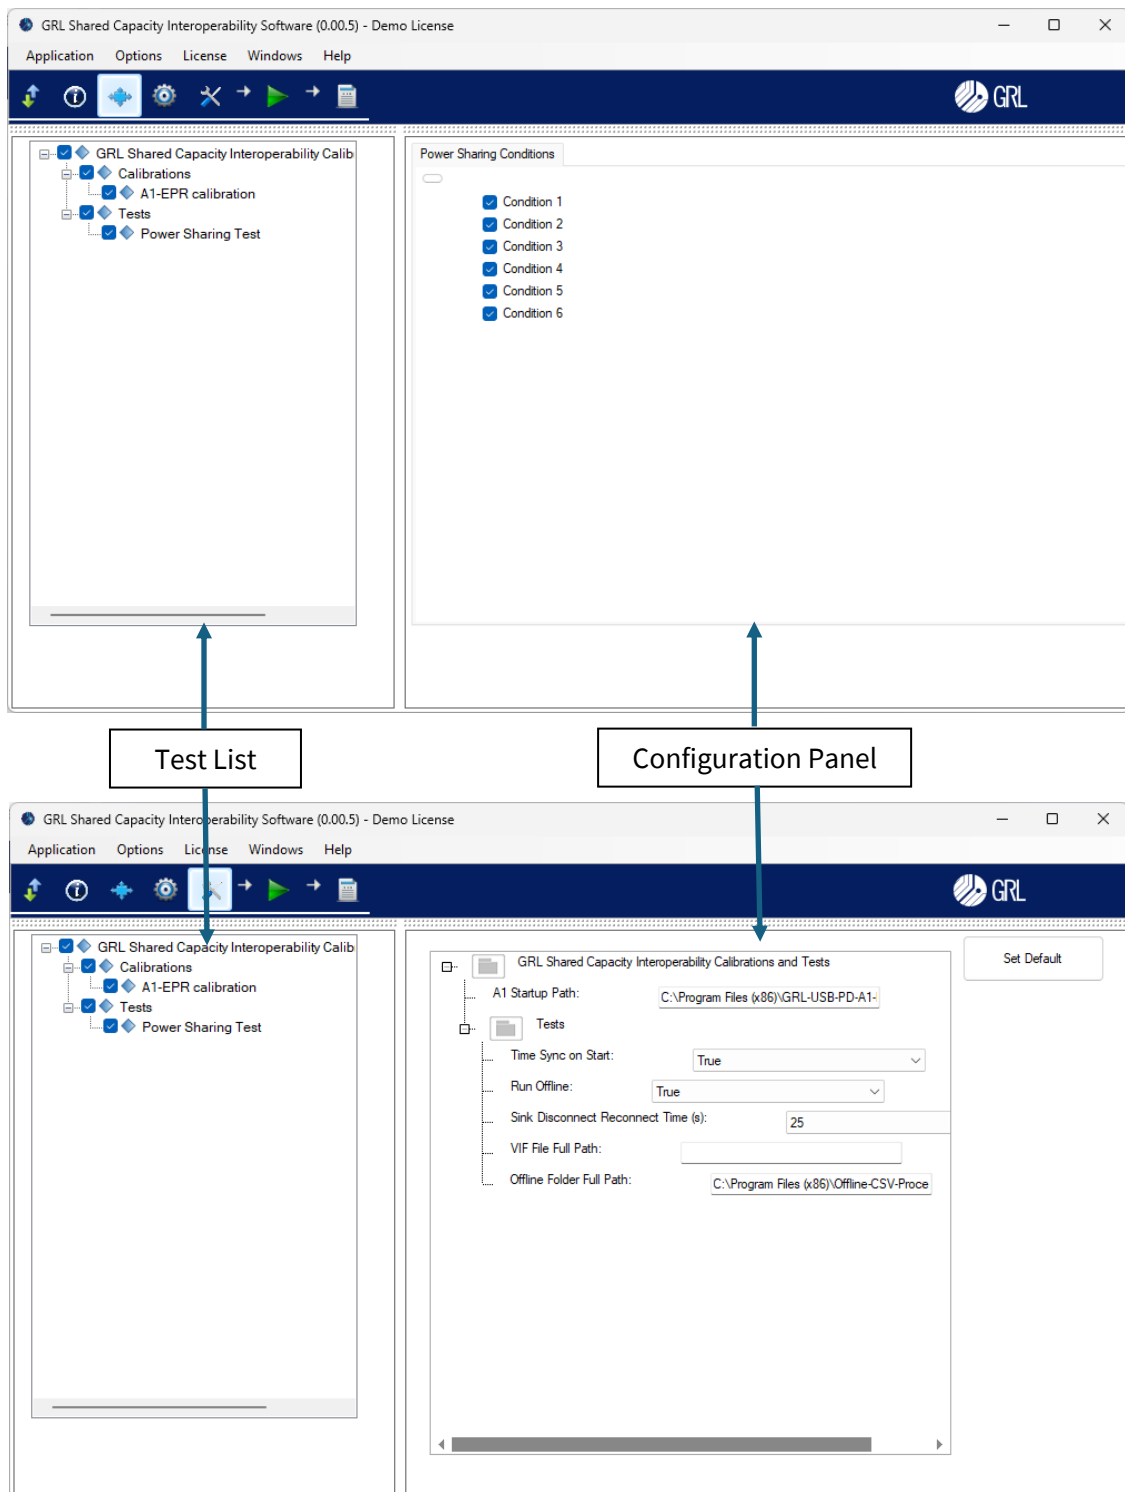 GRL Shared Capacity Interoperability Software (0.00.5) - Demo License
Application Options License Windows Help
GRL
GRL Shared Capacity Interoperability Calib
Calibrations
A1-EPR calibration
Tests
Power Sharing Test
Power Sharing Conditions
Condition 1
Condition 2
Condition 3
Condition 4
Condition 5
Condition 6
Test List
Configuration Panel
GRL Shared Capacity Interoperability Software (0.00.5) - Demo License
Application Options License Windows Help
GRL
GRL Shared Capacity Interoperability Calib
Calibrations
A1-EPR calibration
Tests
Power Sharing Test
GRL Shared Capacity Interoperability Calibrations and Tests
Set Default
A1 Startup Path: C:\Program Files (x86)\GRL-USB-PD-A1-
Tests
Time Sync on Start: True
Run Offline: True
Sink Disconnect Reconnect Time (s): 25
VIF File Full Path:
Offline Folder Full Path: C:\Program Files (x86)\Offline-CSV-Proce